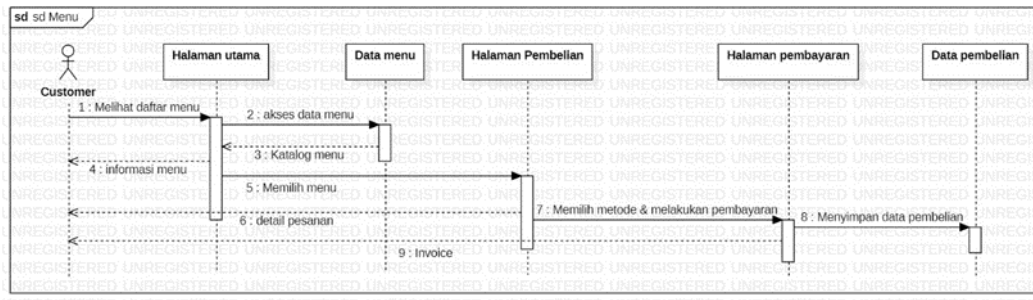 sd sd Menu
Halaman utama
Data menu
Halaman Pembelian
Halaman pembayaran
Data pembelian
Customer
1 : Melihat daftar menu
2 : akses data menu
3 : Katalog menu
4 : informasi menu
5 : Memilih menu
6 : detail pesanan
7 : Memilih metode & melakukan pembayaran
8 : Menyimpan data pembelian
9 : Invoice
UNREGISTERED